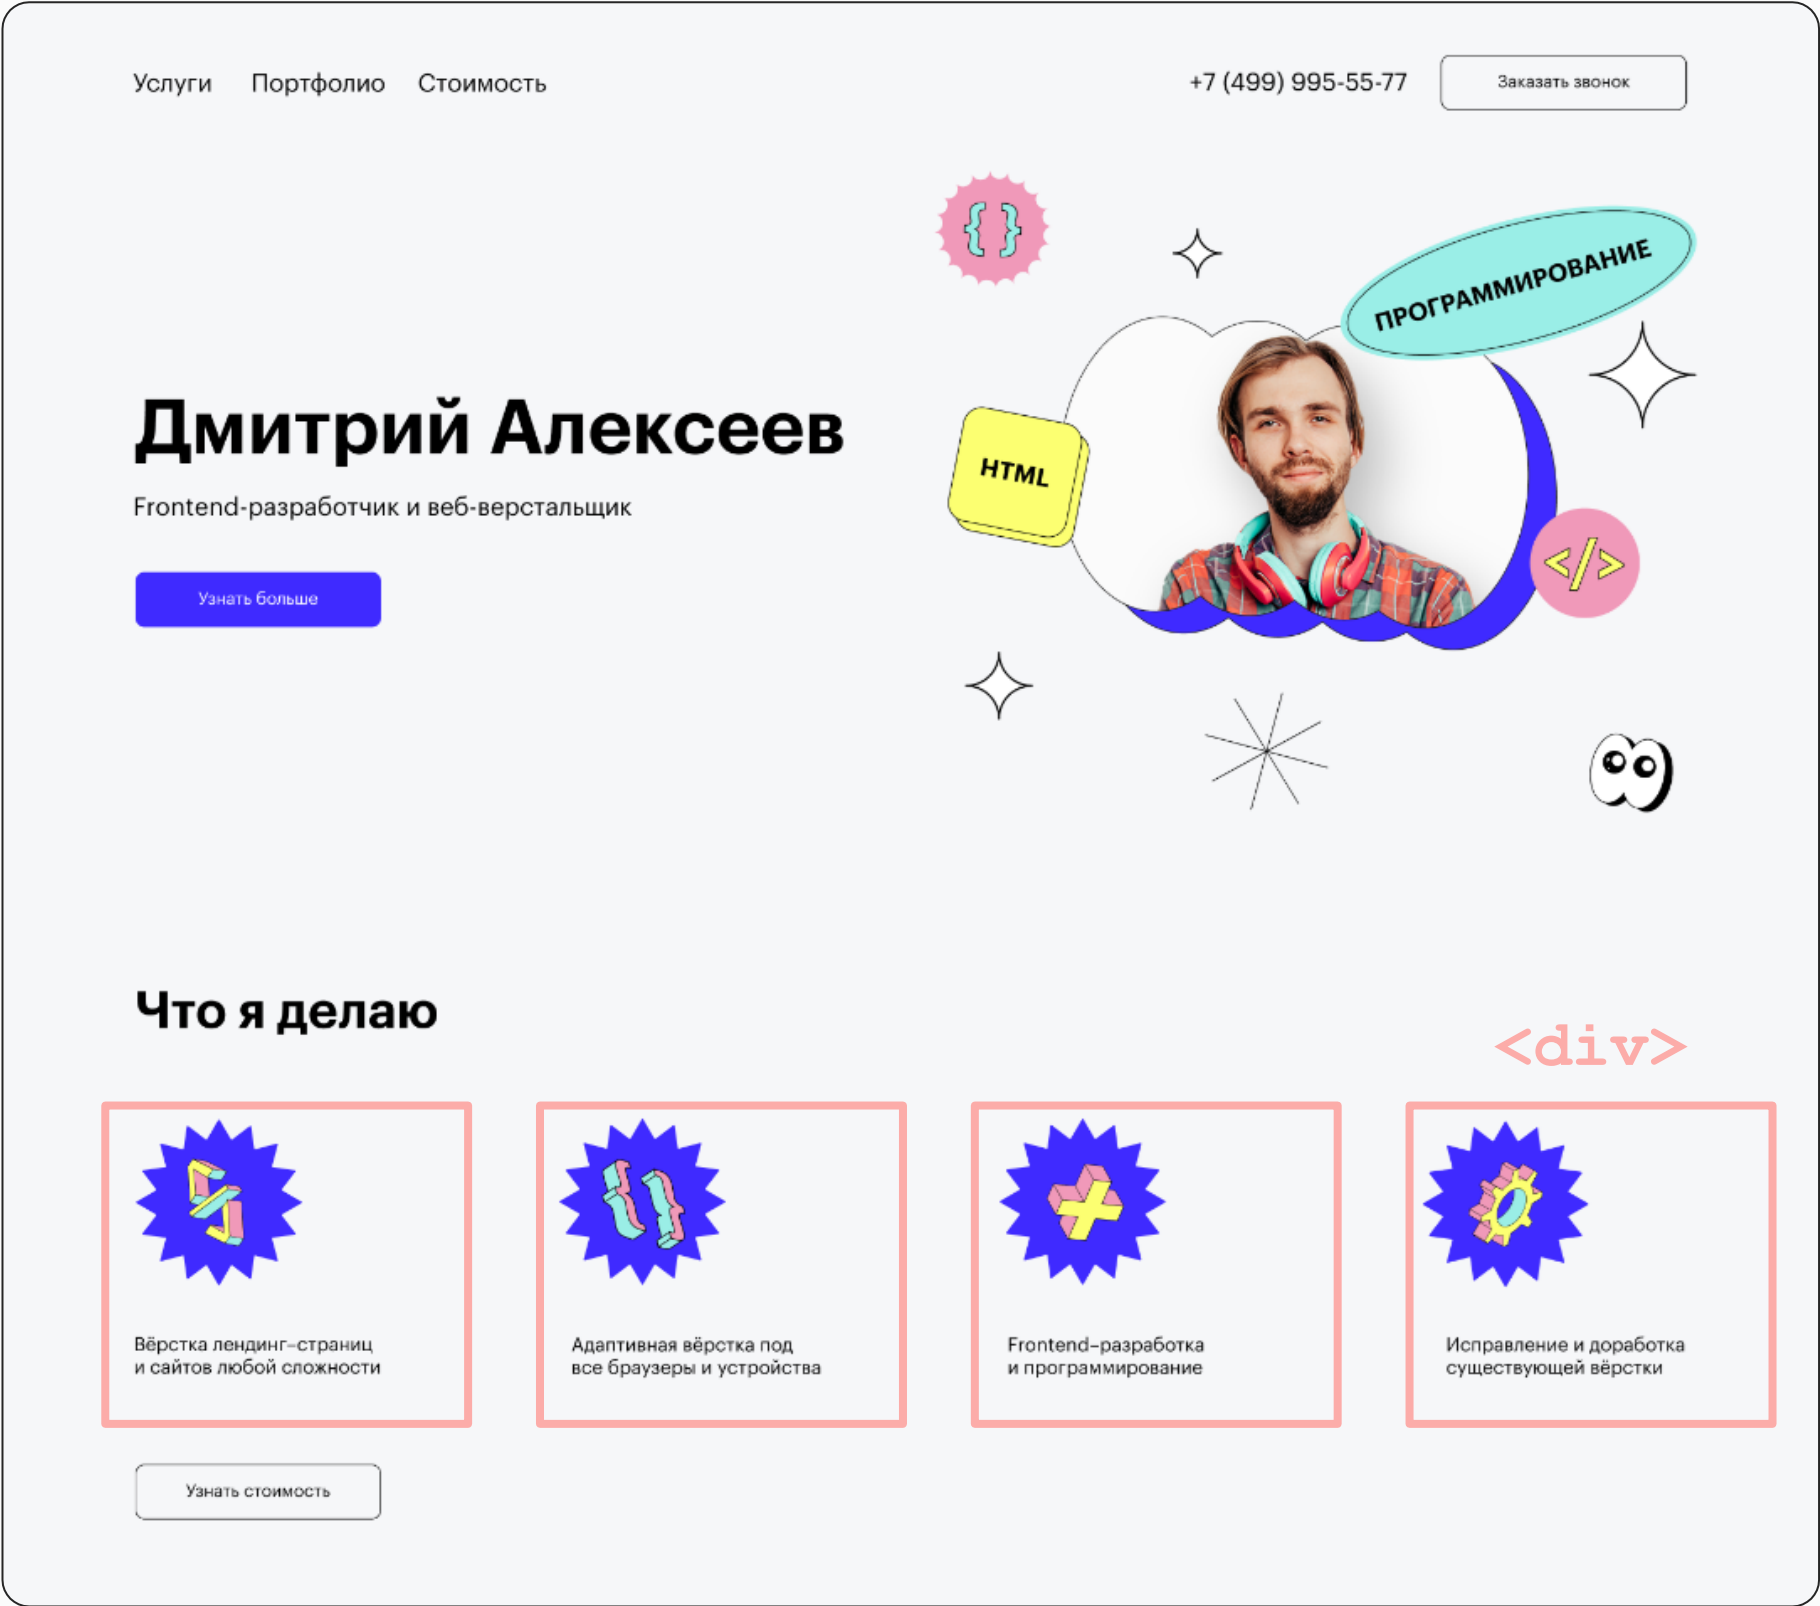 Услуги Портфолио Стоимость +7 (499) 995-55-77 Заказать звонок
{ }
ПРОГРАММИРОВАНИЕ
Дмитрий Алексеев
HTML
Frontend-разработчик и веб-верстальщик
</>
Узнать больше
Что я делаю
<div>
Вёрстка лендинг–страниц
и сайтов любой сложности
Адаптивная вёрстка под
все браузеры и устройства
Frontend–разработка
и программирование
Исправление и доработка
существующей вёрстки
Узнать стоимость